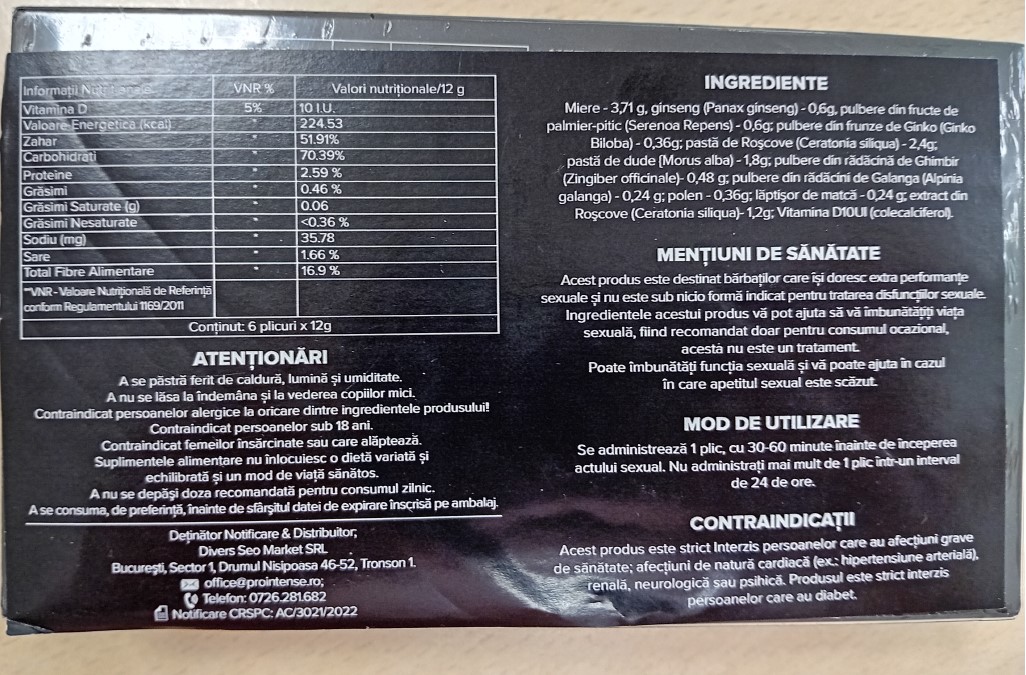 Informații Nutriționale VNR % Valori nutriționale/12 g
Vitamina D 5% 10 I.U.
Valoare Energetica (kcal) * 224.53
Zahar * 51.91%
Carbohidrati * 70.39%
Proteine * 2.59 %
Grăsimi * 0.46 %
Grăsimi Saturate (g) * 0.06
Grăsimi Nesaturate * <0.36 %
Sodiu (mg) * 35.78
Sare * 1.66 %
Total Fibre Alimentare * 16.9 %
**VNR - Valoare Nutrițională de Referință
conform Regulamentului 1169/2011
Conținut: 6 plicuri x 12g
ATENȚIONĂRI
A se păstră ferit de caldură, lumină și umiditate.
A nu se lăsa la îndemâna și la vederea copiilor mici.
Contraindicat persoanelor alergice la oricare dintre ingredientele produsului!
Contraindicat persoanelor sub 18 ani.
Contraindicat femeilor însărcinate sau care alăptează.
Suplimentele alimentare nu înlocuiesc o dietă variată și
echilibrată și un mod de viață sănătos.
A nu se depăși doza recomandată pentru consumul zilnic.
A se consuma, de preferință, înainte de sfârșitul datei de expirare înscrisă pe ambalaj.
Deținător Notificare & Distribuitor;
Divers Seo Market SRL
București, Sector 1, Drumul Nisipoasa 46-52, Tronson 1.
office@prointense.ro;
Telefon: 0726.281.682
Notificare CRSPC: AC/3021/2022
INGREDIENTE
Miere - 3,71 g, ginseng (Panax ginseng) - 0,6g, pulbere din fructe de
palmier-pitic (Serenoa Repens) - 0,6g; pulbere din frunze de Ginko (Ginko
Biloba) - 0,36g; pastă de Roșcove (Ceratonia siliqua) - 2,4g;
pastă de dude [Morus alba) - 1,8g; pulbere din rădăcină de Ghimbir
(Zingiber officinale)- 0,48 g; pulbere din rădăcini de Galanga (Alpinia
galanga) - 0,24 g; polen - 0,36g; lăptișor de matcă - 0,24 g; extract din
Roșcove (Ceratonia siliqua)- 1,2g; Vitamina D10UI (colecalciferol).
MENȚIUNI DE SĂNĂTATE
Acest produs este destinat bărbaților care își doresc extra performanțe
sexuale și nu este sub nicio formă indicat pentru tratarea disfuncțiilor sexuale.
Ingredientele acestui produs vă pot ajuta să vă îmbunătățiți viața
sexuală, fiind recomandat doar pentru consumul ocazional,
acesta nu este un tratament.
Poate îmbunătăți funcția sexuală și vă poate ajuta în cazul
în care apetitul sexual este scăzut.
MOD DE UTILIZARE
Se administrează 1 plic, cu 30-60 minute înainte de începerea
actului sexual. Nu administrați mai mult de 1 plic într-un interval
de 24 de ore.
CONTRAINDICAȚII
Acest produs este strict Interzis persoanelor care au afecțiuni grave
de sănătate; afecțiuni de natură cardiacă (ex.: hipertensiune arterială),
renală, neurologică sau psihică. Produsul este strict interzis
persoanelor care au diabet.